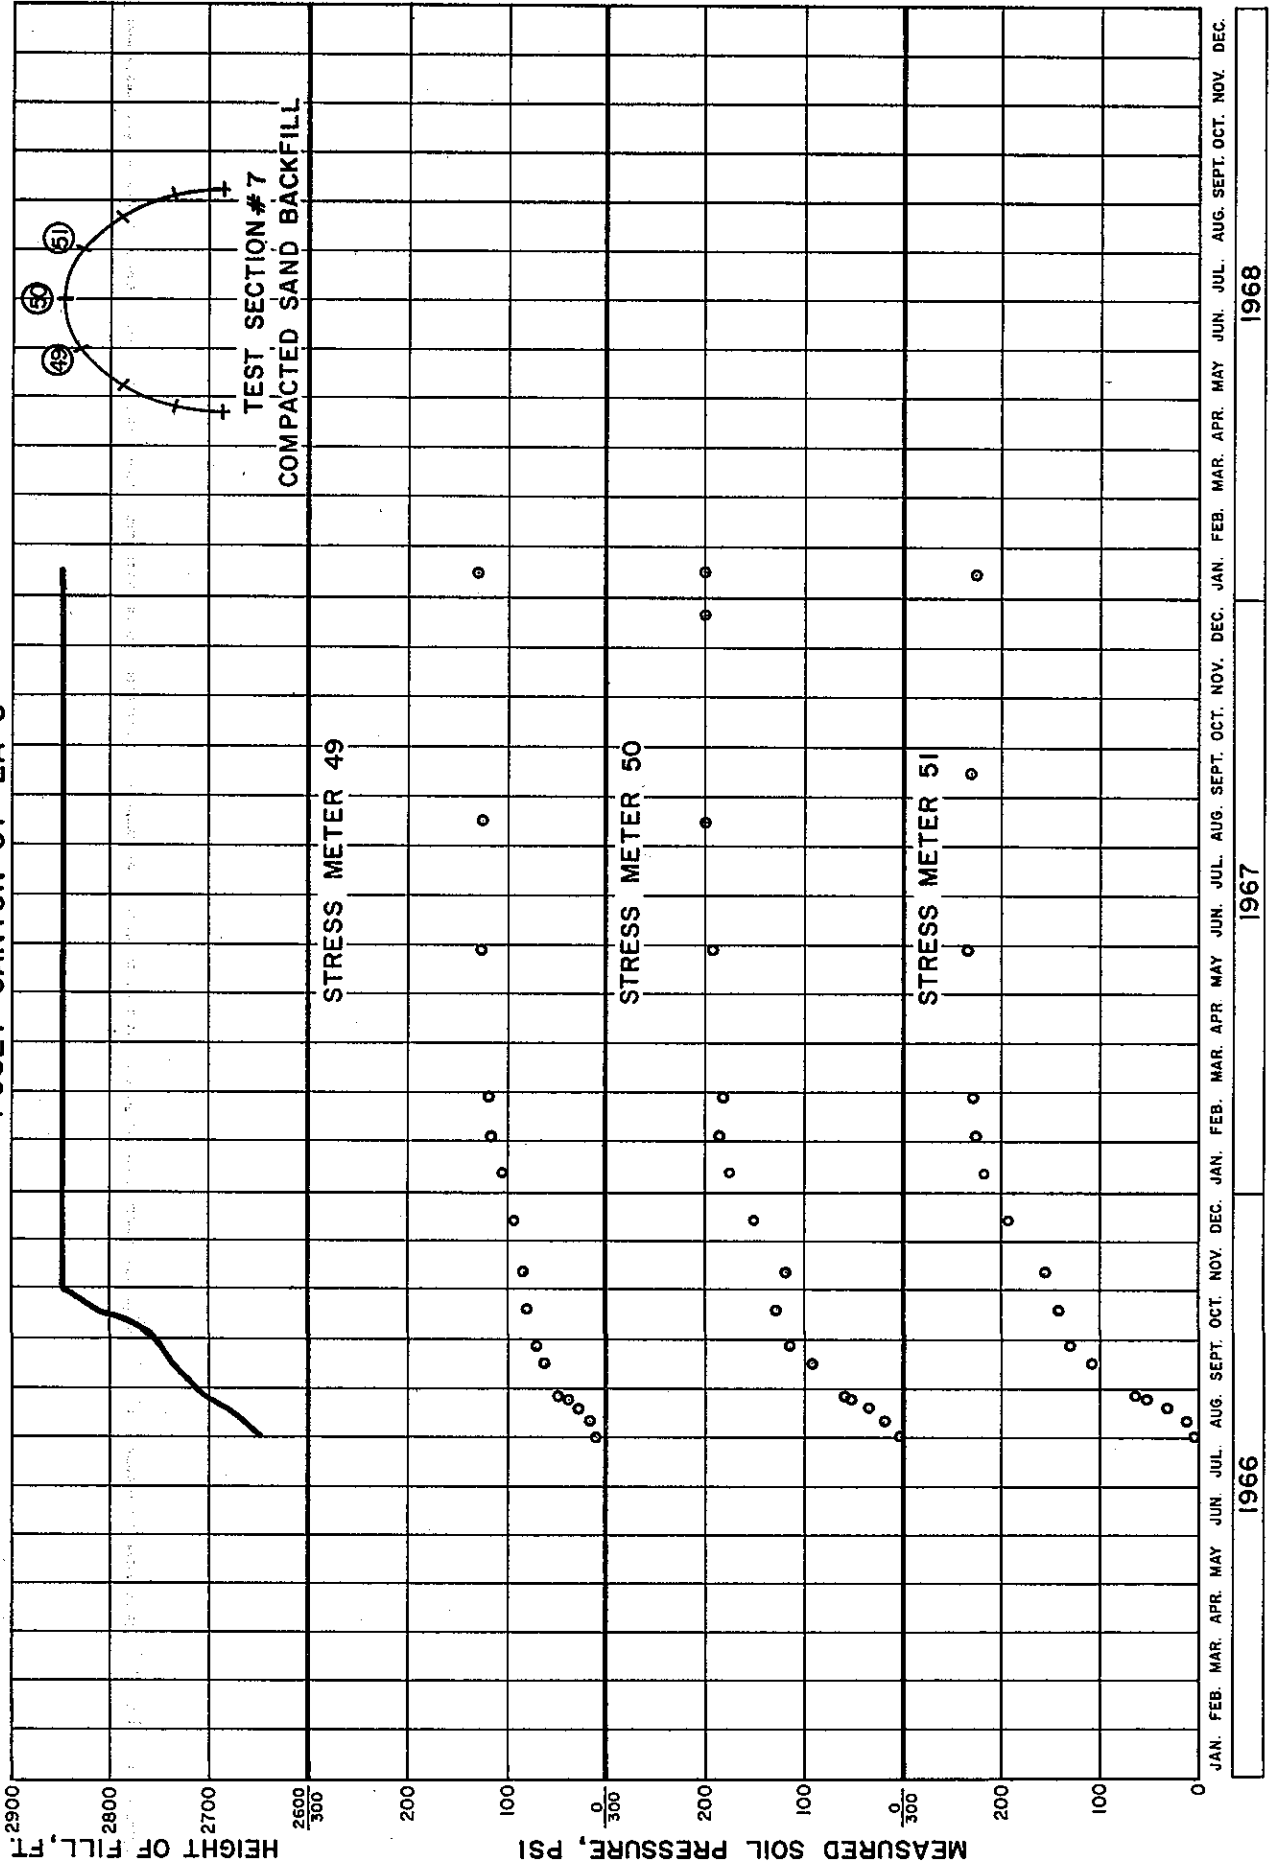 HEIGHT OF FILL, FT.
2900
2800
2700
2600
49
50
51
TEST SECTION #7
COMPACTED SAND BACKFILL
MEASURED SOIL PRESSURE, PSI
300
200
100
0
STRESS METER 49
300
200
100
0
STRESS METER 50
300
200
100
0
STRESS METER 51
JAN. FEB. MAR. APR. MAY JUN. JUL. AUG. SEPT. OCT. NOV. DEC. JAN. FEB. MAR. APR. MAY JUN. JUL. AUG. SEPT. OCT. NOV. DEC. JAN. FEB. MAR. APR. MAY JUN. JUL. AUG. SEPT. OCT. NOV. DEC.
1966 1967 1968